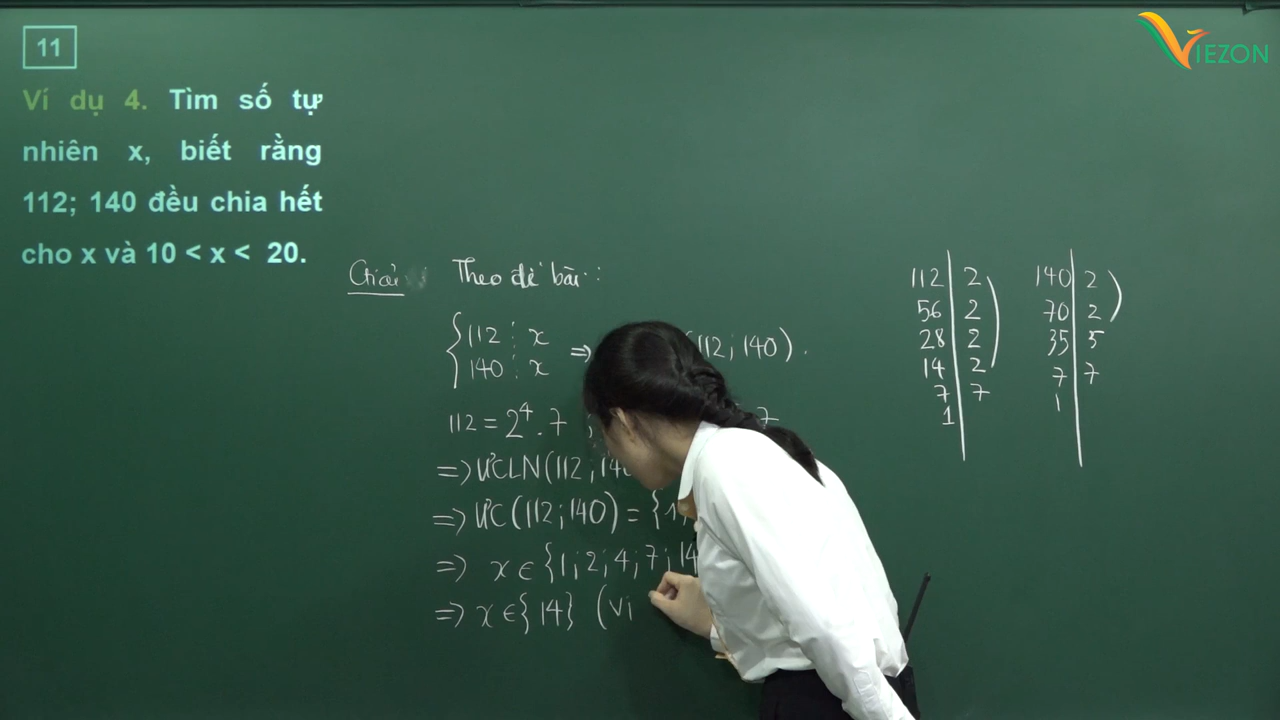 11
VIEZON
Ví dụ 4. Tìm số tự
nhiên x, biết rằng
112; 140 đều chia hết
cho x và 10 < x < 20.
Giải: Theo đề bài:
{112 ⋮ x
140 ⋮ x ⇒ (112; 140).
112 = 2⁴.7 ; 7
=> ƯCLN(112; 140
=> ƯC(112; 140) = {1;
=> x ∈ {1; 2; 4; 7; 14
=> x ∈ {14} (Vì
112 | 2
56 | 2
28 | 2
14 | 2
7 | 7
1
140 | 2
70 | 2
35 | 5
7 | 7
1